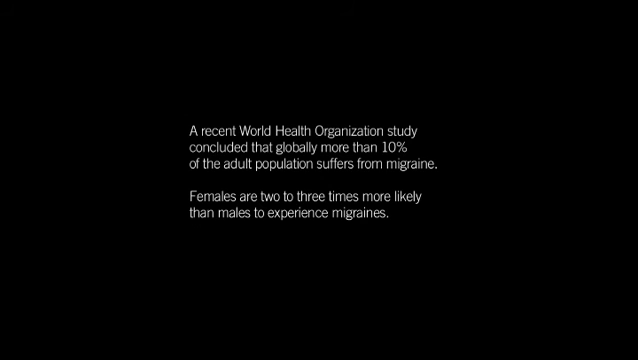 A recent World Health Organization study
concluded that globally more than 10%
of the adult population suffers from migraine.
Females are two to three times more likely
than males to experience migraines.